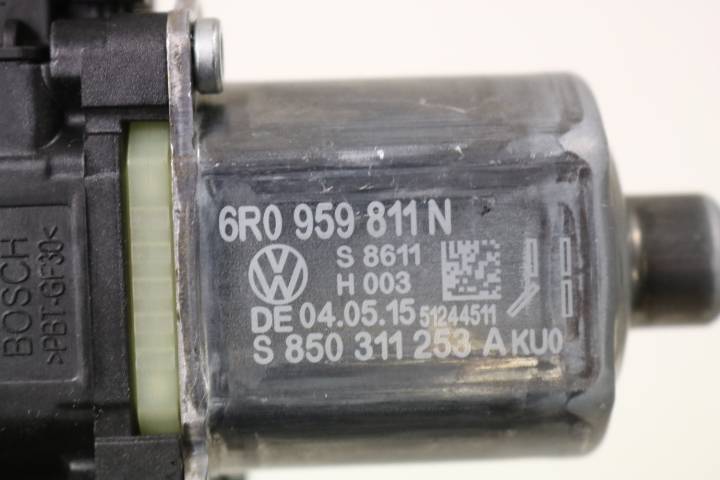 6R0 959 811 N
S 8611
H 003
DE 04.05.15 51244511
S 850 311 253 A KU0
BOSCH
>PBT-GF30<